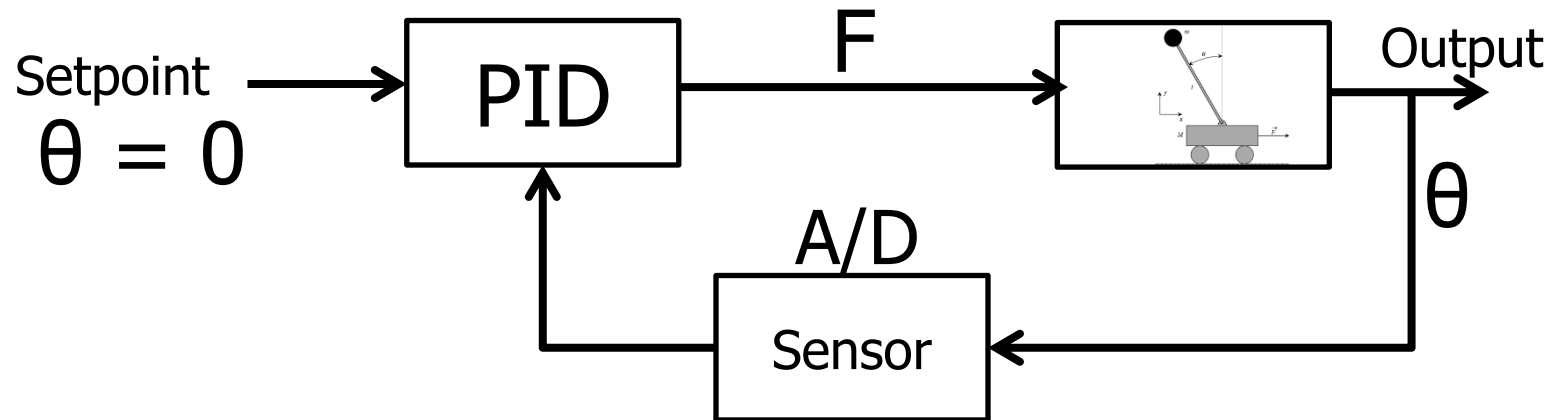 Setpoint
θ = 0
PID
F
m
θ
l
y
x
M
F
Output
θ
A/D
Sensor